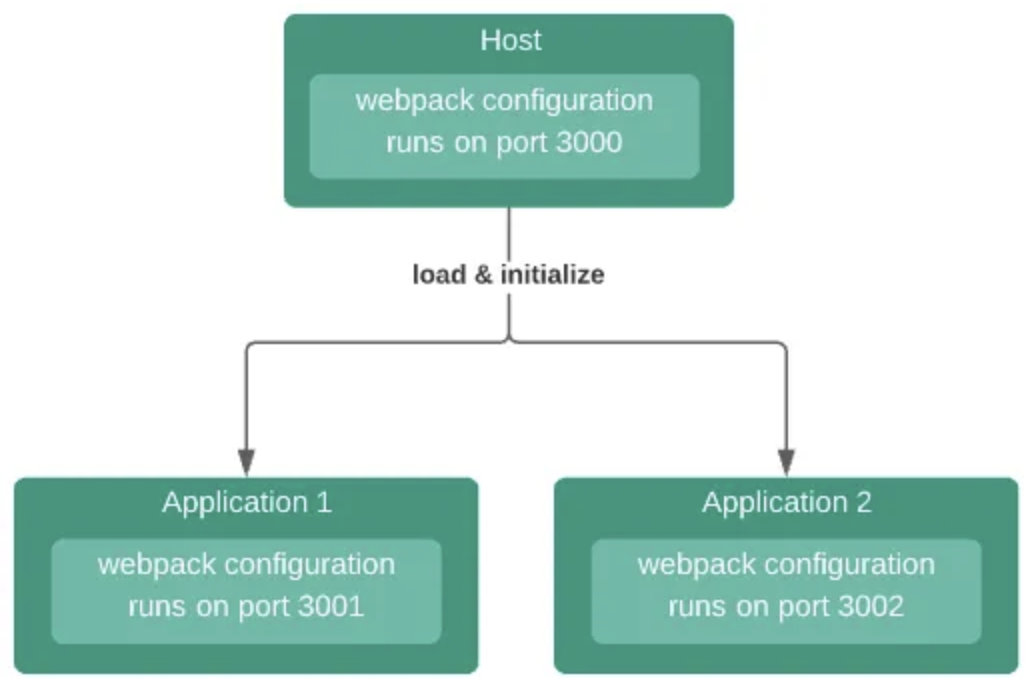 Host
webpack configuration
runs on port 3000
load & initialize
Application 1
webpack configuration
runs on port 3001
Application 2
webpack configuration
runs on port 3002